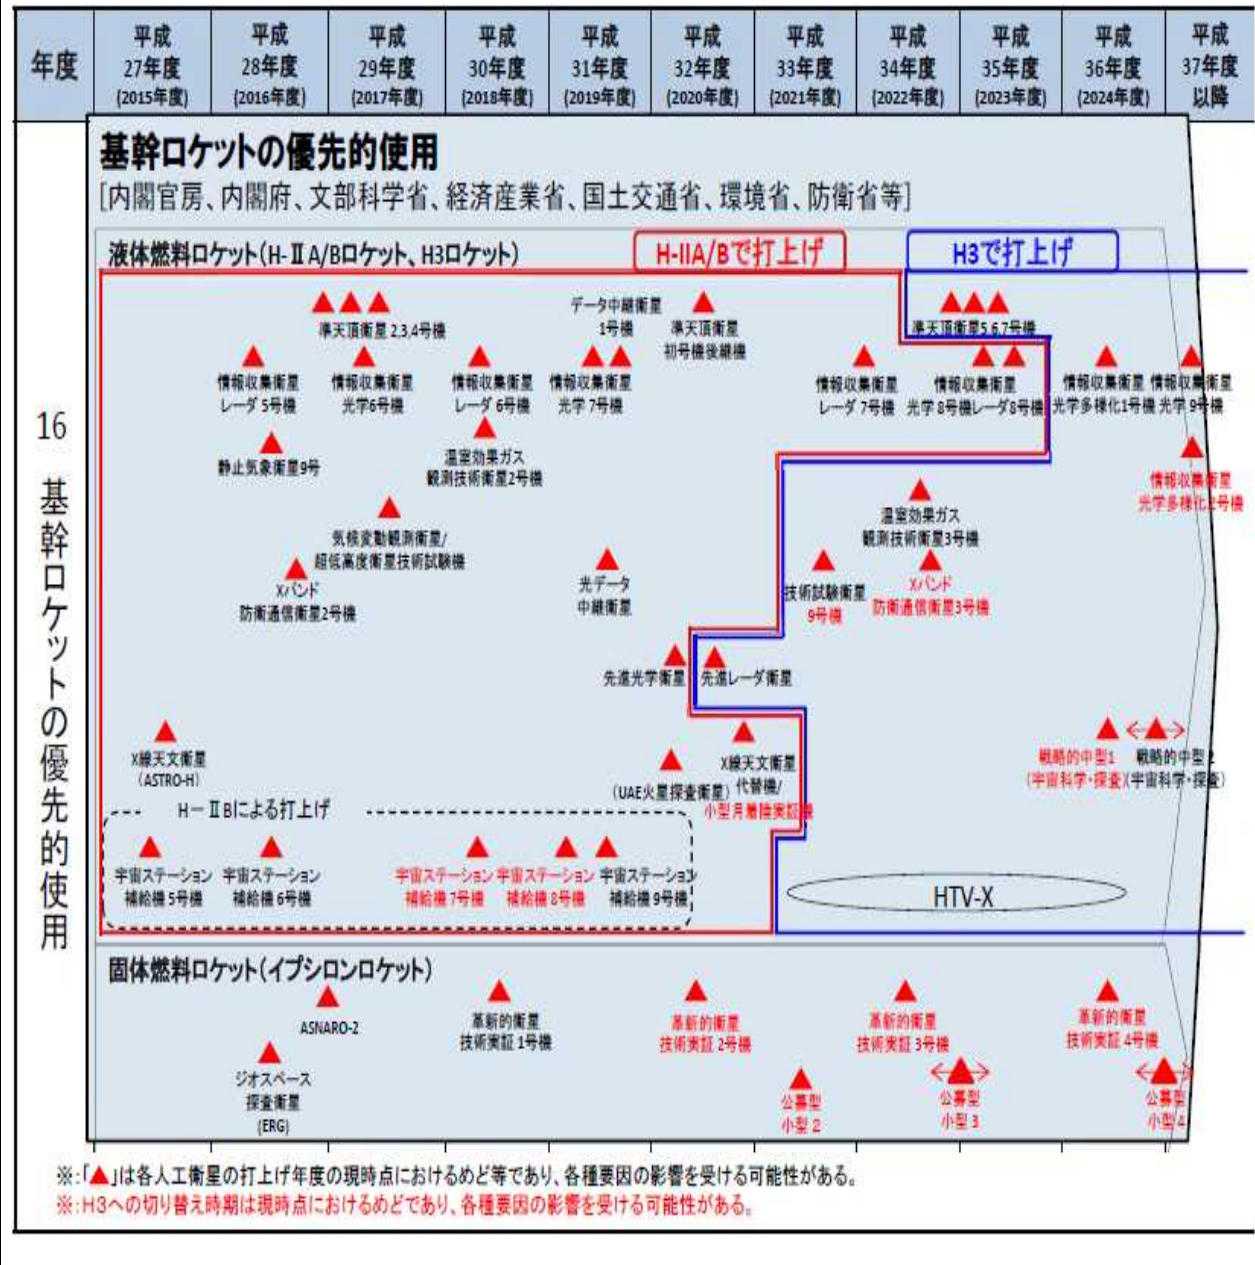 年度
平成
27年度
(2015年度)
平成
28年度
(2016年度)
平成
29年度
(2017年度)
平成
30年度
(2018年度)
平成
31年度
(2019年度)
平成
32年度
(2020年度)
平成
33年度
(2021年度)
平成
34年度
(2022年度)
平成
35年度
(2023年度)
平成
36年度
(2024年度)
平成
37年度
以降
16 基幹ロケットの優先的使用
基幹ロケットの優先的使用
[内閣官房、内閣府、文部科学省、経済産業省、国土交通省、環境省、防衛省等]
液体燃料ロケット(H-ⅡA/Bロケット、H3ロケット)
H-IIA/Bで打上げ
H3で打上げ
準天頂衛星 2,3,4号機
データ中継衛星
1号機
準天頂衛星
初号機後継機
準天頂衛星5,6,7号機
情報収集衛星
レーダ 5号機
情報収集衛星
光学6号機
情報収集衛星
レーダ 6号機
情報収集衛星
光学 7号機
情報収集衛星
レーダ 7号機
情報収集衛星
光学 8号機レーダ8号機
情報収集衛星
光学多様化1号機
情報収集衛星
光学 9号機
静止気象衛星9号
温室効果ガス
観測技術衛星2号機
情報収集衛星
光学多様化2号機
気候変動観測衛星/
超低高度衛星技術試験機
温室効果ガス
観測技術衛星3号機
Xバンド
防衛通信衛星2号機
光データ
中継衛星
技術試験衛星
9号機
Xバンド
防衛通信衛星3号機
先進光学衛星
先進レーダ衛星
X線天文衛星
(ASTRO-H)
(UAE火星探査衛星)
X線天文衛星
代替機/
小型月着陸実証機
戦略的中型1
(宇宙科学・探査)
戦略的中型 2
(宇宙科学・探査)
H-ⅡBによる打上げ
宇宙ステーション
補給機 5号機
宇宙ステーション
補給機 6号機
宇宙ステーション
補給機 7号機
宇宙ステーション
補給機 8号機
宇宙ステーション
補給機 9号機
HTV-X
固体燃料ロケット(イプシロンロケット)
ASNARO-2
革新的衛星
技術実証 1号機
革新的衛星
技術実証 2号機
革新的衛星
技術実証 3号機
革新的衛星
技術実証 4号機
ジオスペース
探査衛星
(ERG)
公募型
小型 2
公募型
小型 3
公募型
小型 4
※:「▲」は各人工衛星の打上げ年度の現時点におけるめど等であり、各種要因の影響を受ける可能性がある。
※:H3への切り替え時期は現時点におけるめどであり、各種要因の影響を受ける可能性がある。